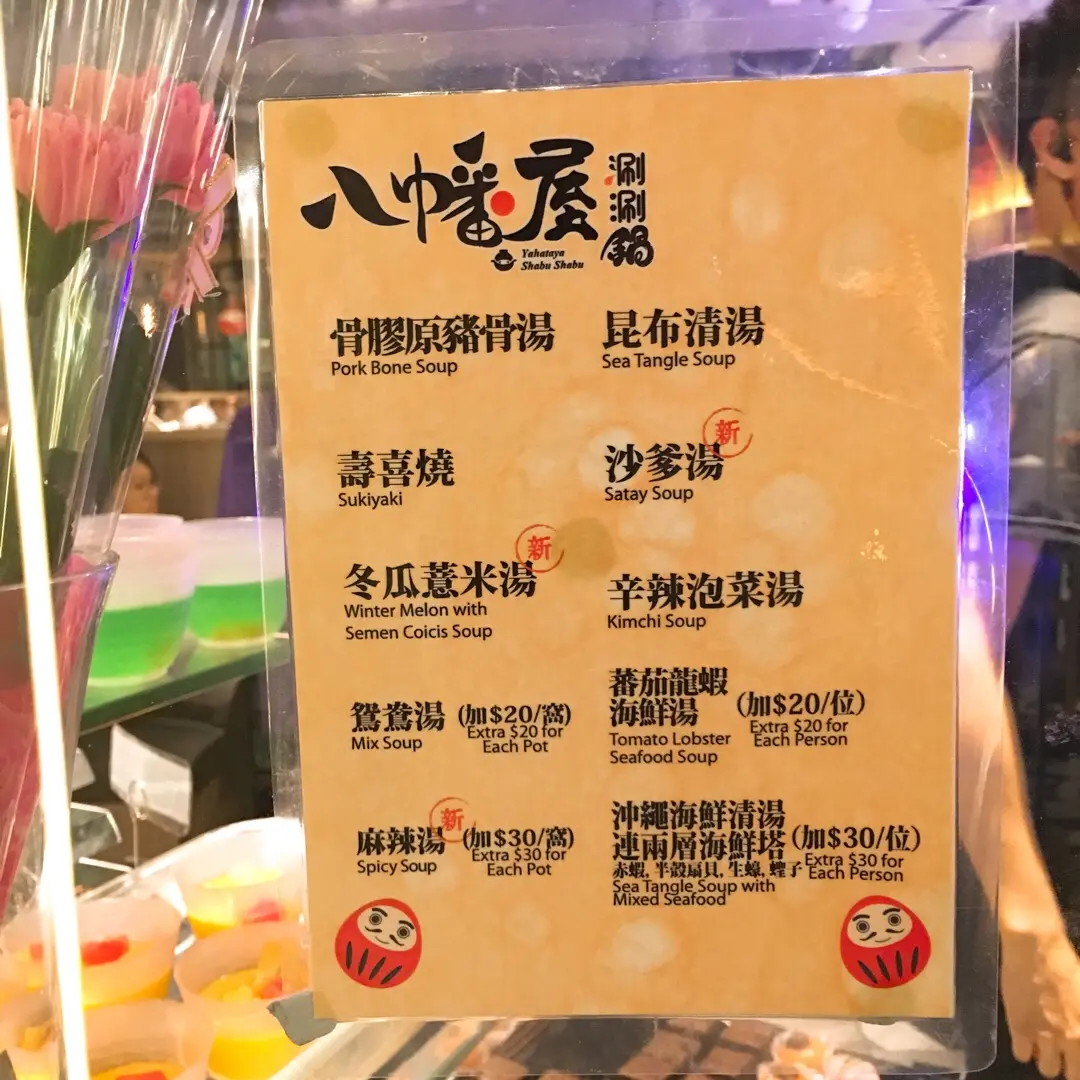 八幡屋
涮涮鍋
Yahataya
Shabu Shabu
骨膠原豬骨湯
Pork Bone Soup
昆布清湯
Sea Tangle Soup
壽喜燒
Sukiyaki
沙爹湯
新
Satay Soup
冬瓜薏米湯
新
Winter Melon with
Semen Coicis Soup
辛辣泡菜湯
Kimchi Soup
鴛鴦湯 (加$20/窩)
Mix Soup
Extra $20 for
Each Pot
蕃茄龍蝦
海鮮湯 (加$20/位)
Tomato Lobster
Seafood Soup
Extra $20 for
Each Person
麻辣湯 (加$30/窩)
新
Spicy Soup
Extra $30 for
Each Pot
沖繩海鮮清湯
連兩層海鮮塔 (加$30/位)
赤蝦, 半殼扇貝, 生蠔, 蟶子
Sea Tangle Soup with
Mixed Seafood
Extra $30 for
Each Person